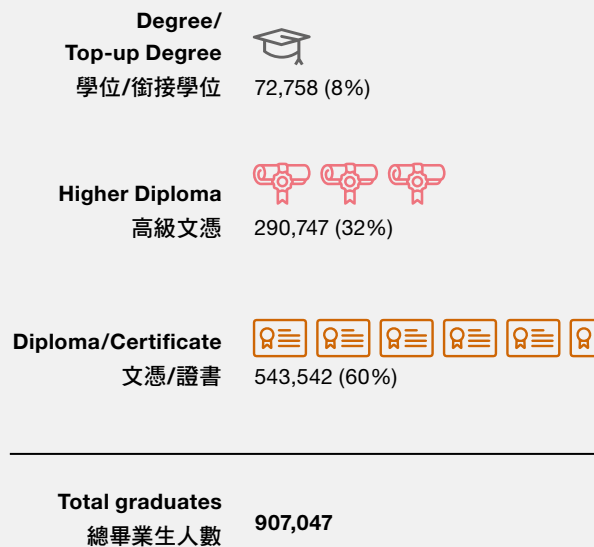 Degree/
Top-up Degree
學位/銜接學位
72,758 (8%)
Higher Diploma
高級文憑
290,747 (32%)
Diploma/Certificate
文憑/證書
543,542 (60%)
Total graduates
總畢業生人數
907,047